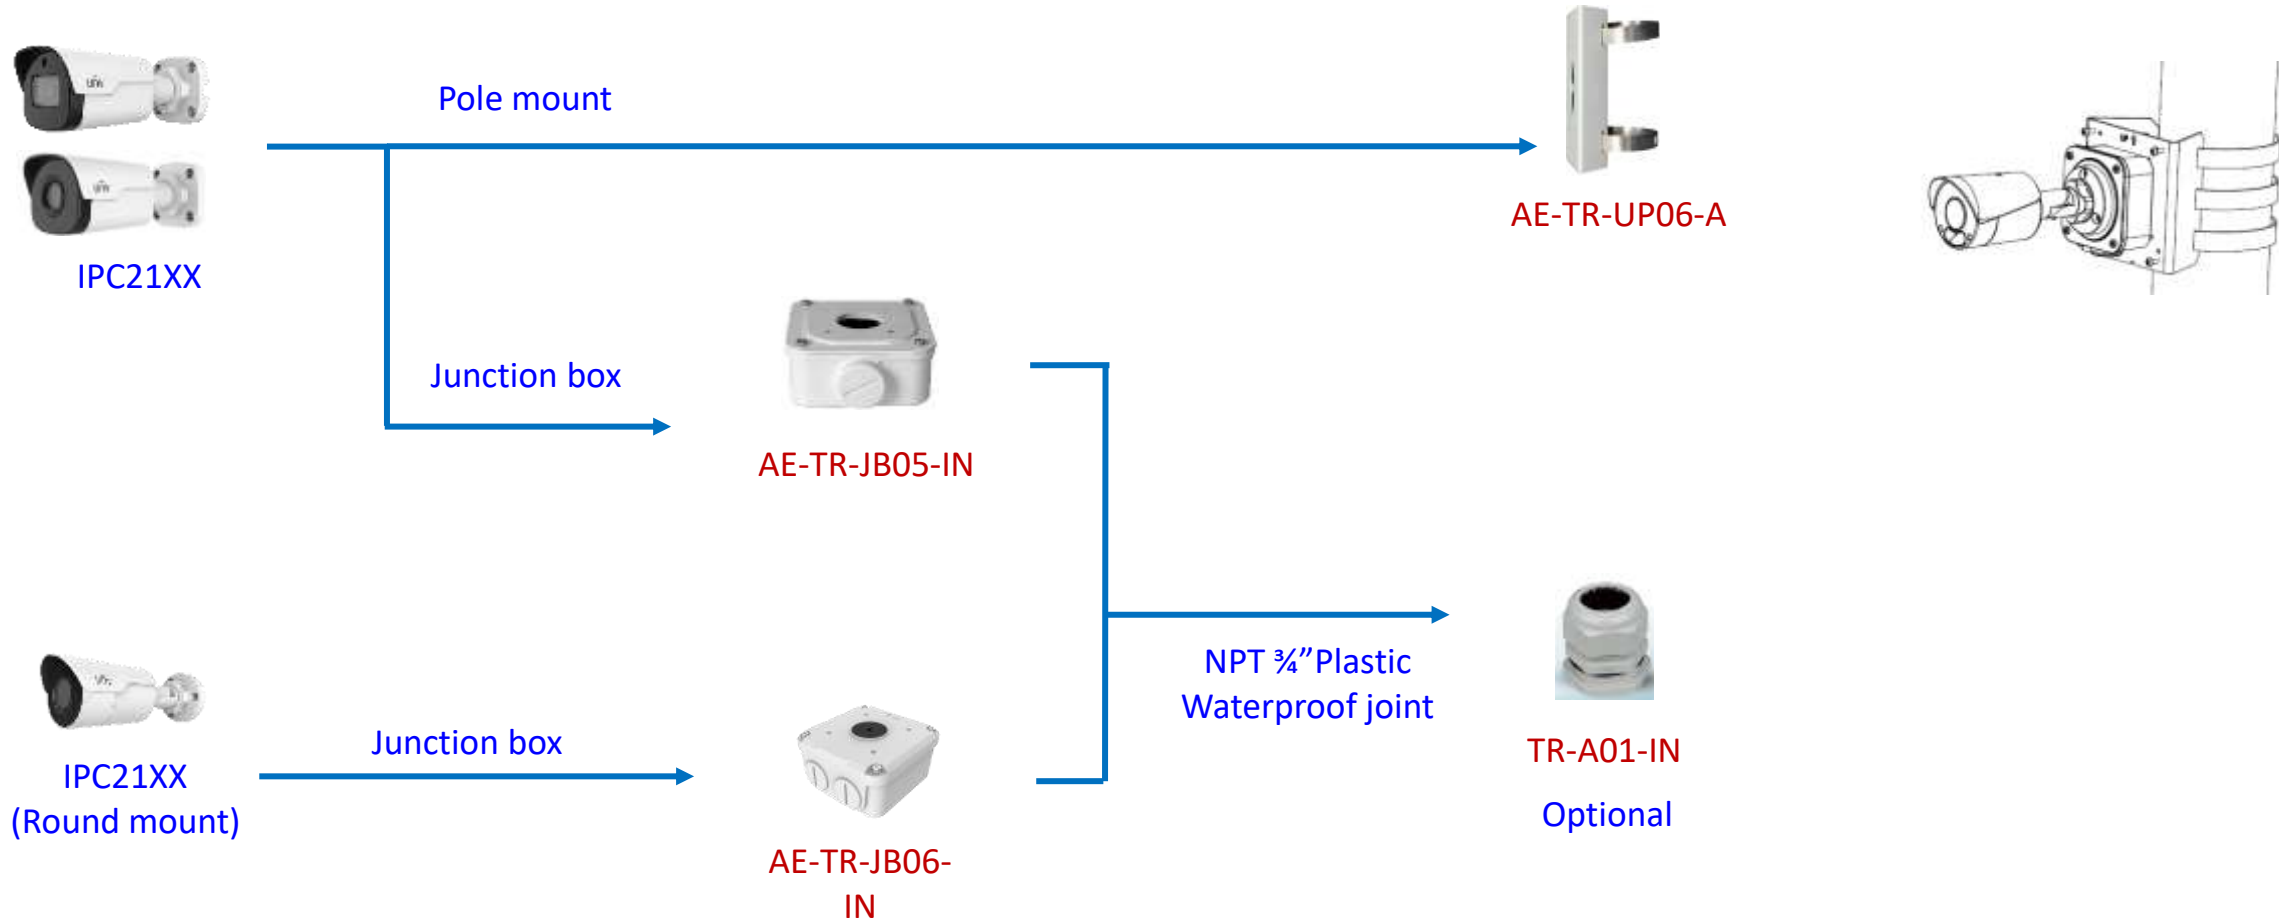 Pole mount
AE-TR-UP06-A
IPC21XX
Junction box
AE-TR-JB05-IN
NPT ¾”Plastic
Waterproof joint
Junction box
TR-A01-IN
IPC21XX
(Round mount)
Optional
AE-TR-JB06-
IN